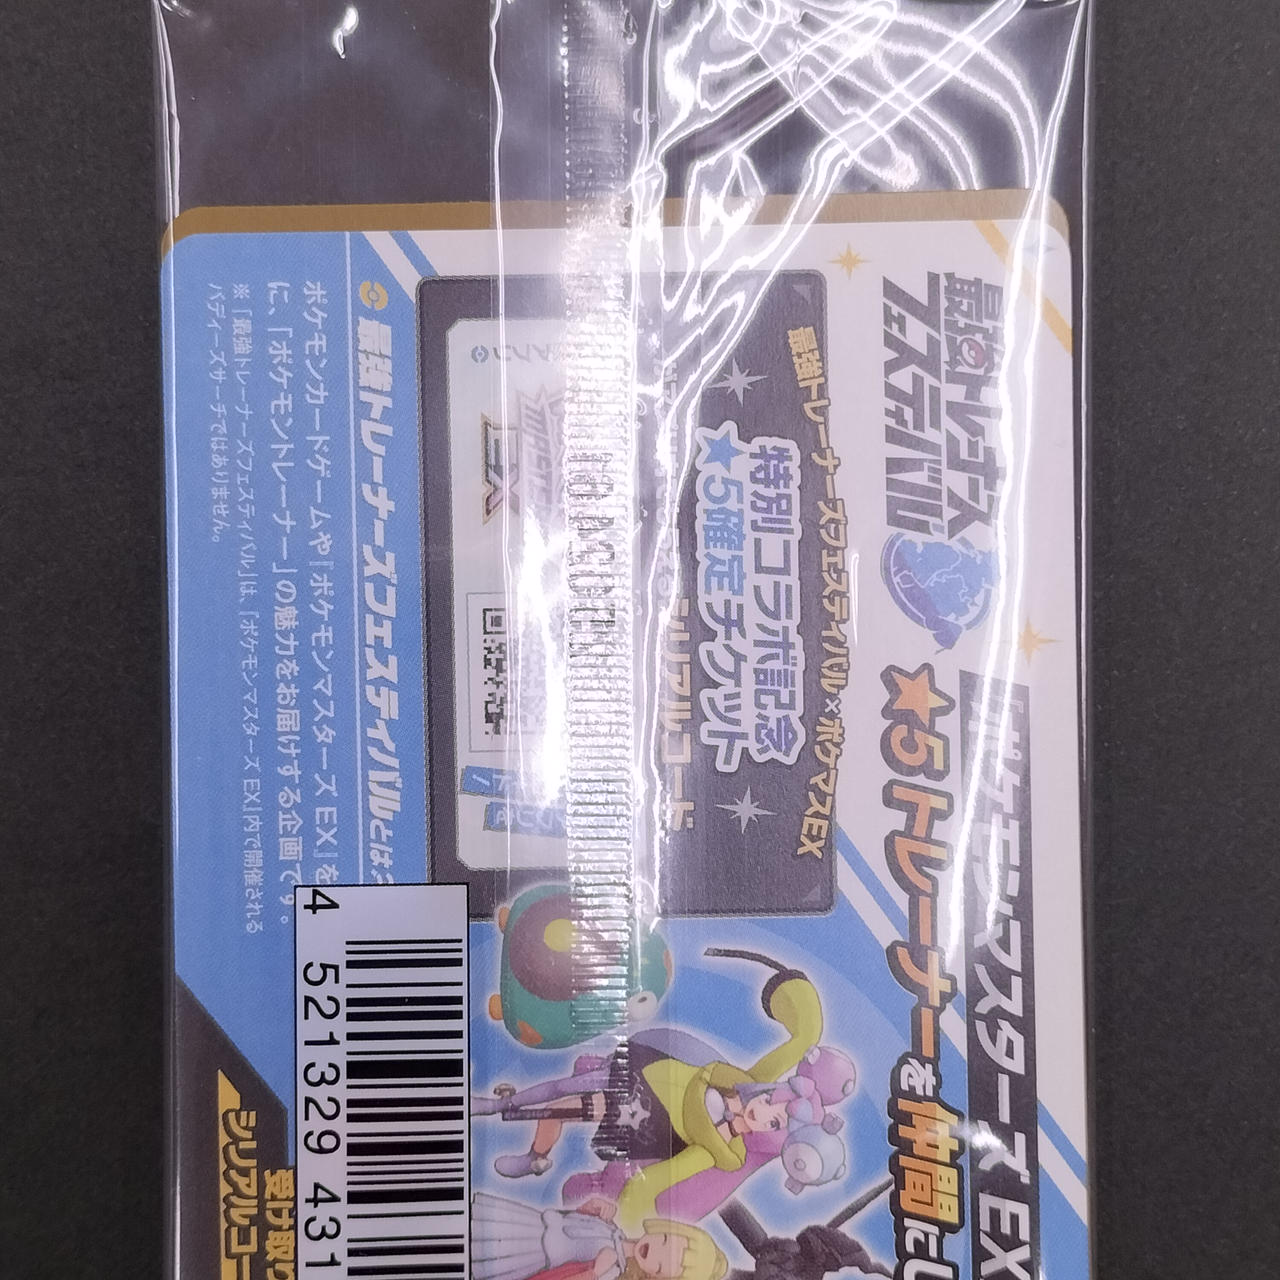 最強トレーナーズ
フェスティバル
『ポケモンマスターズ EX
★5トレーナーを仲間にし
最強トレーナーズフェスティバル×ポケマスEX
特別コラボ記念
★5確定チケット
シリアルコード
EX
最強トレーナーズフェスティバルとは
ポケモンカードゲームや『ポケモンマスターズ EX』を
に、「ポケモントレーナー」の魅力をお届けする企画です。
※「最強トレーナーズフェスティバル」は、『ポケモンマスターズ EX』内で開催される
バディーズサーチではありません。
4 521329 431
受け取り
シリアルコー